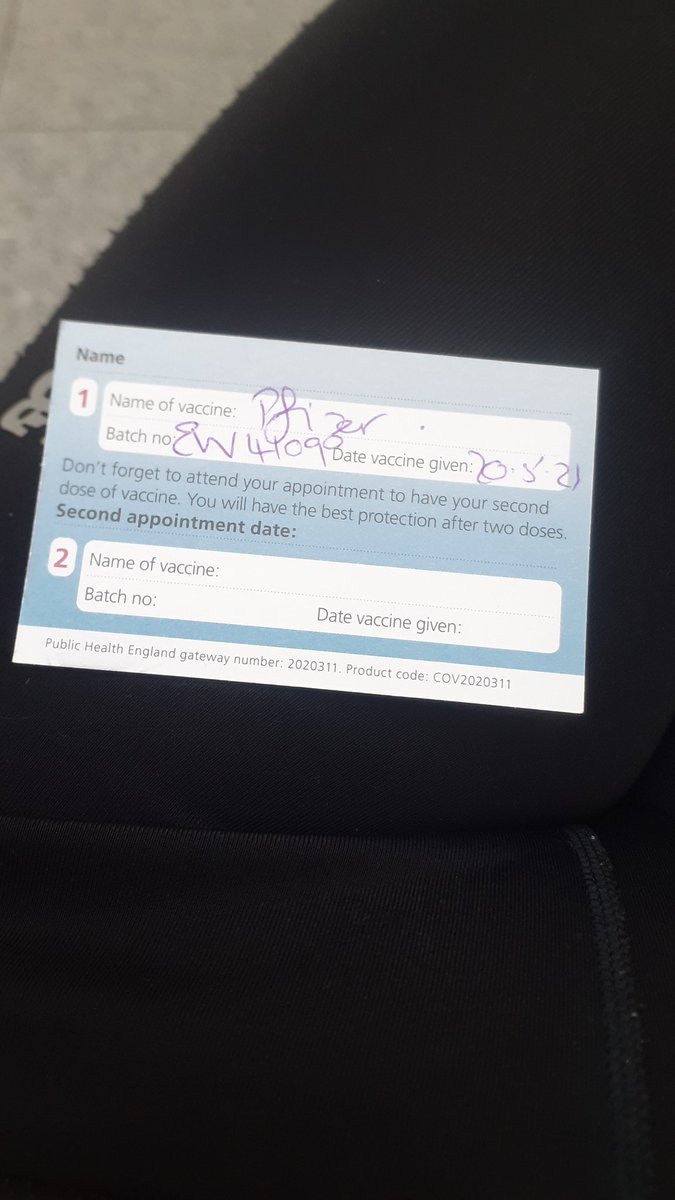 Name
1 Name of vaccine: Pfizer.
Batch no: EW4109 Date vaccine given: 20.5.21
Don't forget to attend your appointment to have your second
dose of vaccine. You will have the best protection after two doses.
Second appointment date:
2 Name of vaccine:
Batch no: Date vaccine given:
Public Health England gateway number: 2020311. Product code: COV2020311